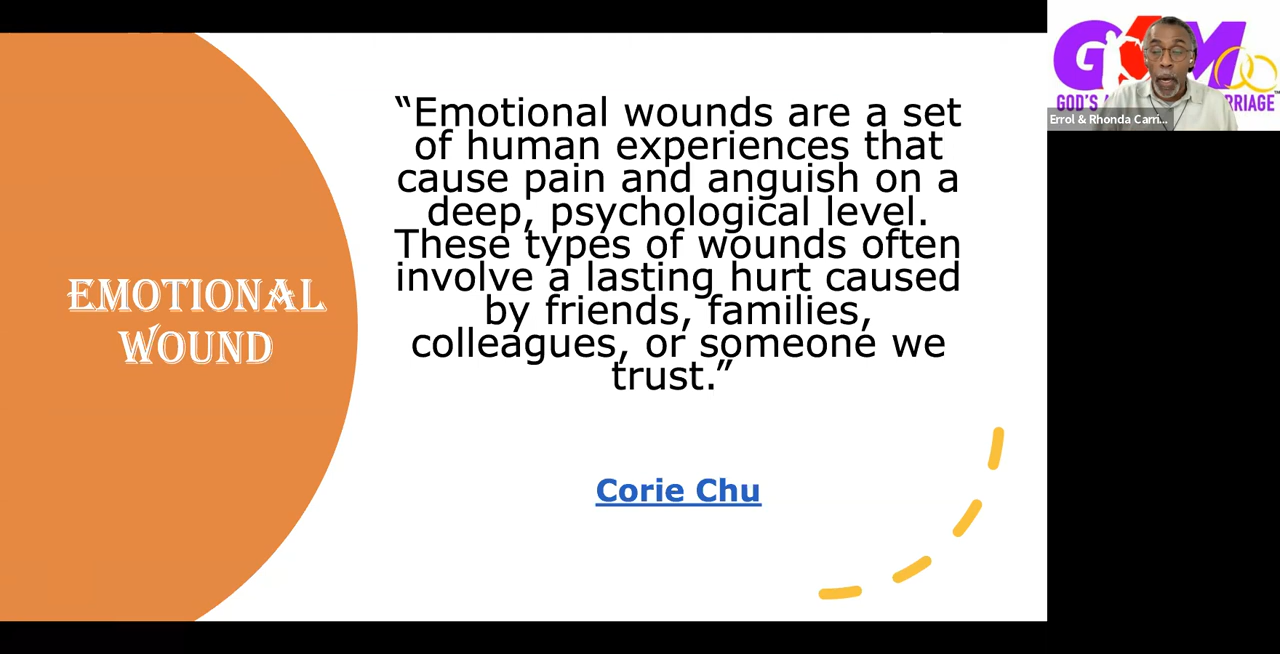 EMOTIONAL
WOUND
“Emotional wounds are a set
of human experiences that
cause pain and anguish on a
deep, psychological level.
These types of wounds often
involve a lasting hurt caused
by friends, families,
colleagues, or someone we
trust.”
Corie Chu
G M
GOD'S A RRIAGE™
Errol & Rhonda Carri...